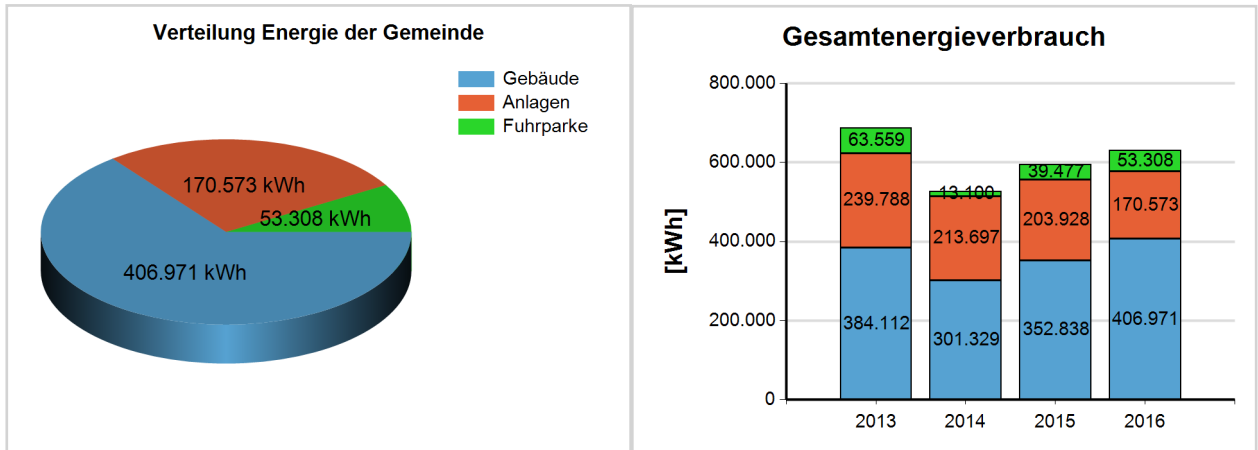 Verteilung Energie der Gemeinde
Gebäude
Anlagen
Fuhrparke
170.573 kWh
53.308 kWh
406.971 kWh
Gesamtenergieverbrauch
[kWh]
800.000
600.000
400.000
200.000
0
63.559
239.788
384.112
13.100
213.697
301.329
39.477
203.928
352.838
53.308
170.573
406.971
2013 2014 2015 2016